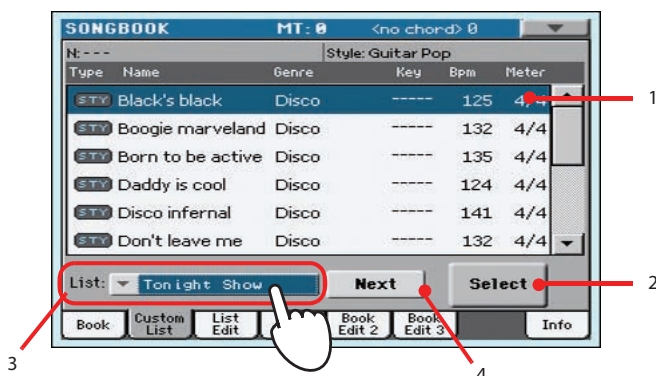 SONGBOOK MT: 0 <no chord> 0
N: --- Style: Guitar Pop
Type Name Genre Key Bpm Meter
STY Black's black Disco ----- 125 4/4 1
STY Boogie marveland Disco ----- 132 4/4
STY Born to be active Disco ----- 135 4/4
STY Daddy is cool Disco ----- 124 4/4
STY Disco infernal Disco ----- 141 4/4
STY Don't leave me Disco ----- 132 4/4
List: Tonight Show Next Select 2
Book Custom List List Edit Book Edit 2 Book Edit 3 Info
3 4